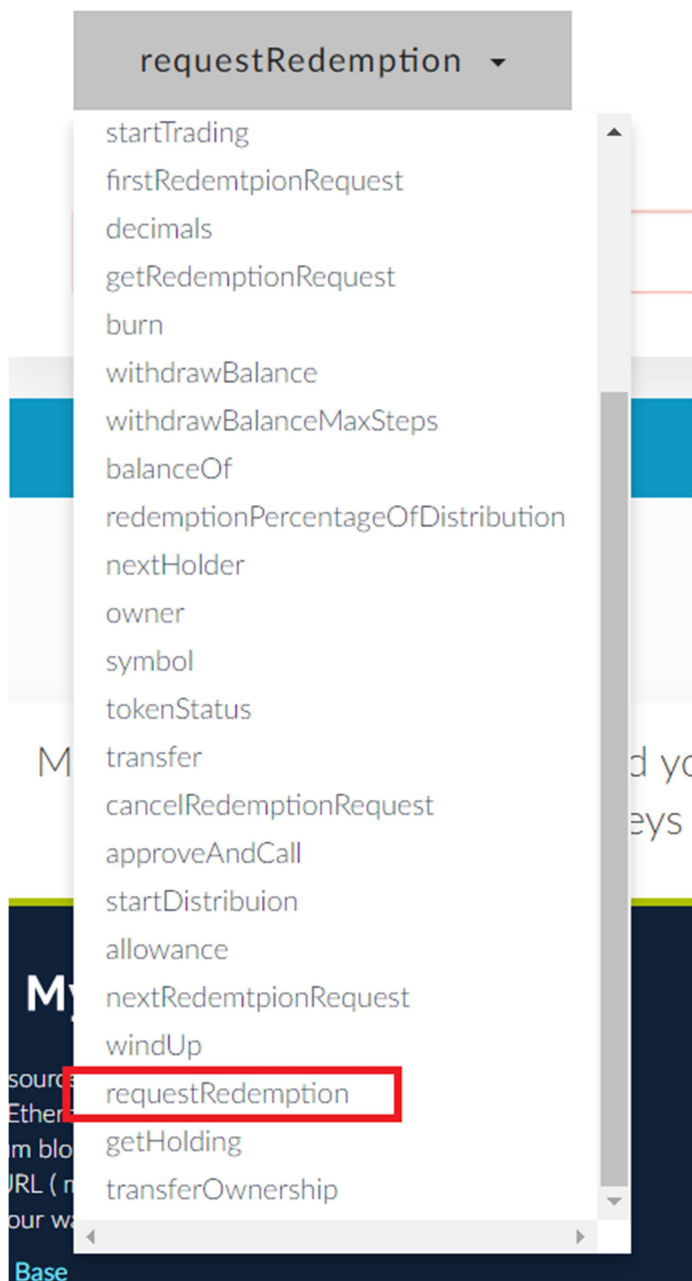 requestRedemption
startTrading
firstRedemtpionRequest
decimals
getRedemptionRequest
burn
withdrawBalance
withdrawBalanceMaxSteps
balanceOf
redemptionPercentageOfDistribution
nextHolder
owner
symbol
tokenStatus
transfer
cancelRedemptionRequest
approveAndCall
startDistribuion
allowance
nextRedemtpionRequest
windUp
requestRedemption
getHolding
transferOwnership
Base